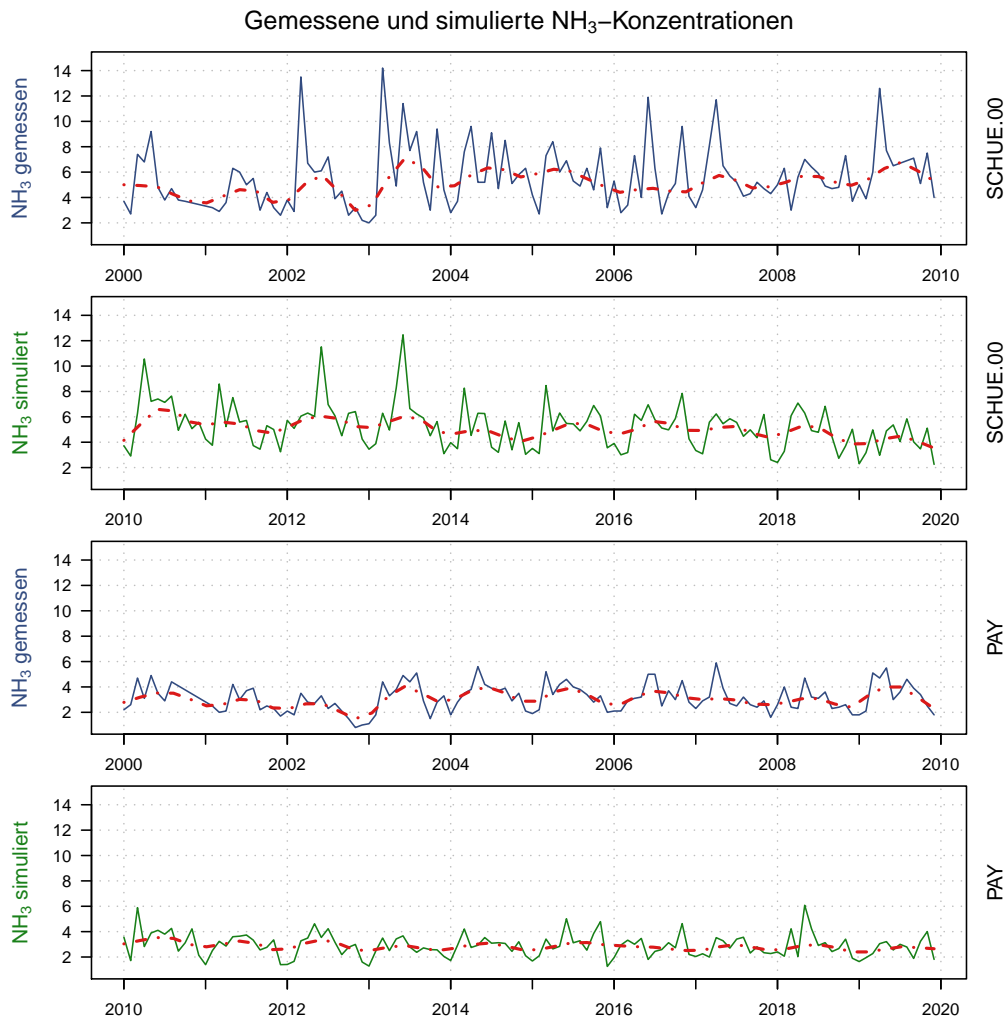 Gemessene und simulierte NH₃−Konzentrationen
NH₃ gemessen
14
12
10
8
6
4
2
SCHUE.00
2000 2002 2004 2006 2008 2010
NH₃ simuliert
14
12
10
8
6
4
2
SCHUE.00
2010 2012 2014 2016 2018 2020
NH₃ gemessen
14
12
10
8
6
4
2
PAY
2000 2002 2004 2006 2008 2010
NH₃ simuliert
14
12
10
8
6
4
2
PAY
2010 2012 2014 2016 2018 2020